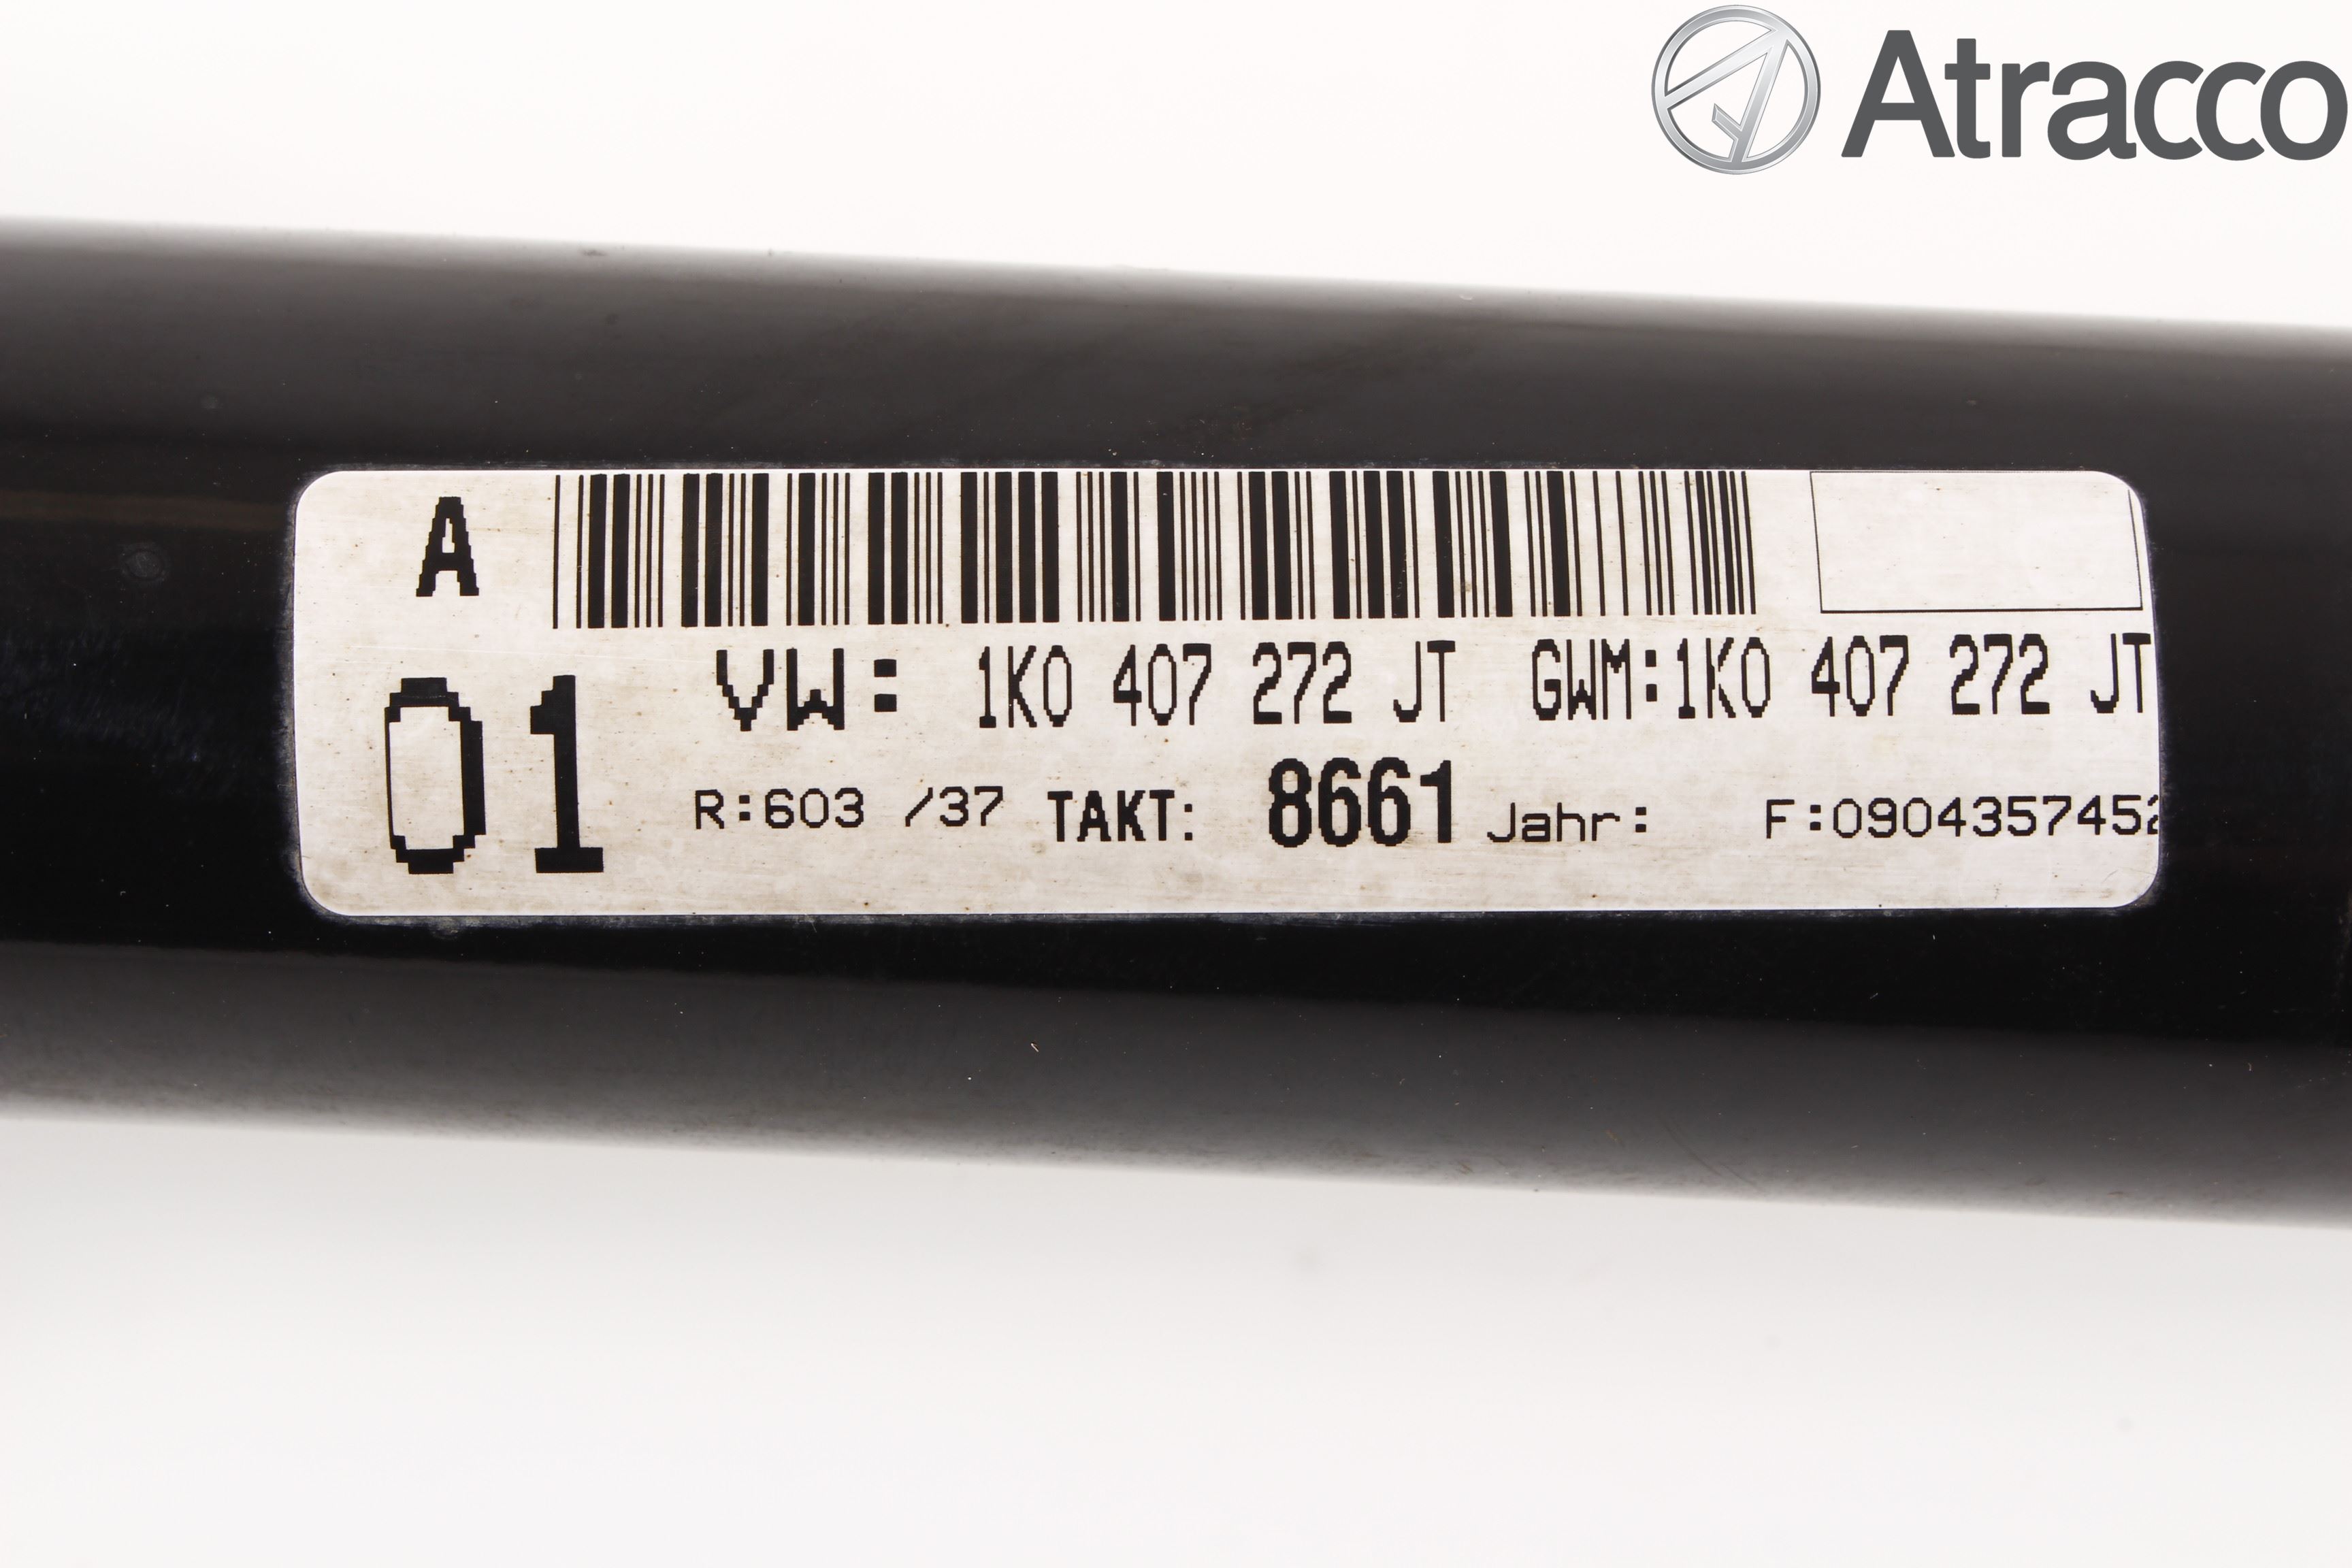 Atracco
A
01
VW: 1K0 407 272 JT GWM:1K0 407 272 JT
R:603 /37 TAKT: 8661 Jahr: F:0904357452